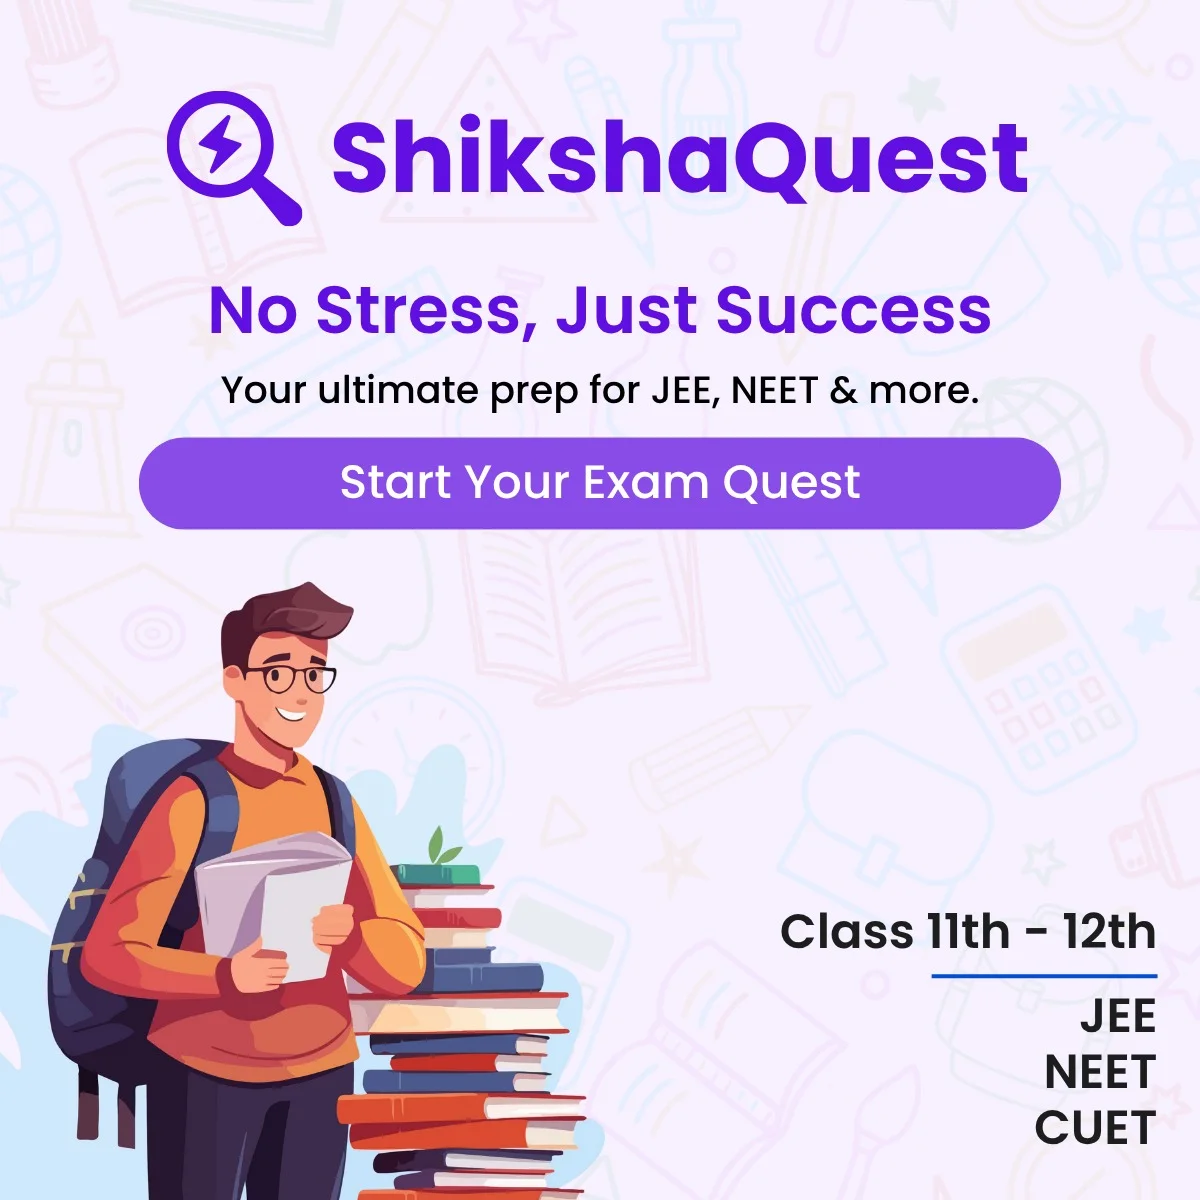 ShikshaQuest
No Stress, Just Success
Your ultimate prep for JEE, NEET & more.
Start Your Exam Quest
Class 11th - 12th
JEE
NEET
CUET